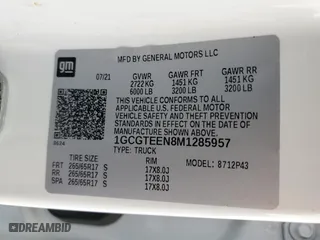 gm
MFD BY GENERAL MOTORS LLC
07/21 GVWR GAWR FRT GAWR RR
2722 KG 1451 KG 1451 KG
6000 LB 3200 LB 3200 LB
THIS VEHICLE CONFORMS TO ALL
APPLICABLE U.S. FEDERAL MOTOR
VEHICLE SAFETY AND THEFT
PREVENTION STANDARDS IN EFFECT
ON THE DATE OF MANUFACTURE
SHOWN ABOVE.
1GCGTEEN8M1285957
TYPE: TRUCK MODEL: 8712P43
TIRE SIZE RIM
FRT 265/65R17 S 17X8.0J
RR 265/65R17 S 17X8.0J
SPA 265/65R17 S 17X8.0J
DREAMBID.COM